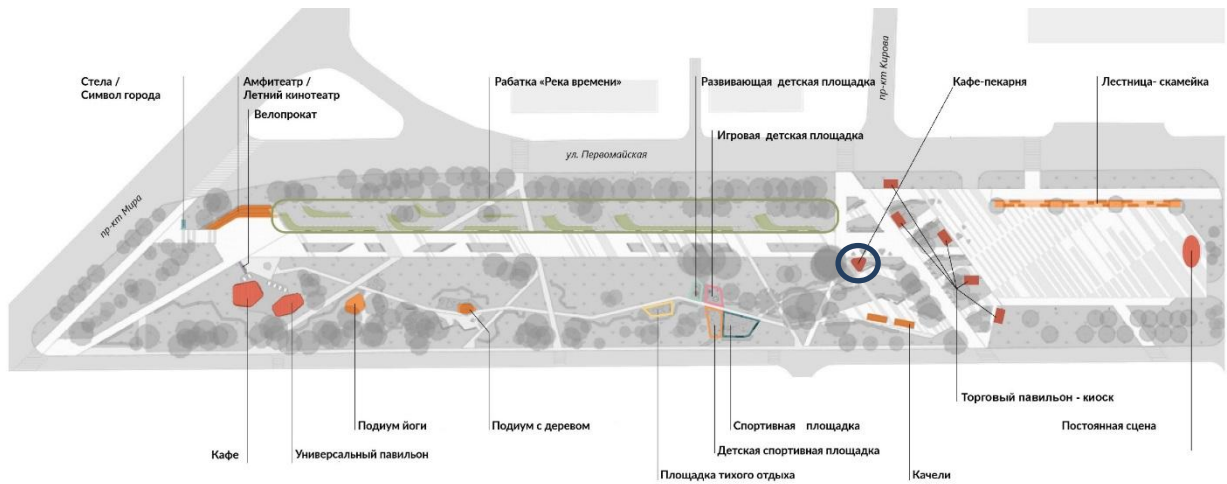 Стела /
Символ города
Амфитеатр /
Летний кинотеатр
Велопрокат
Рабатка «Река времени»
Развивающая детская площадка
Игровая детская площадка
пр-кт Кирова
Кафе-пекарня
Лестница- скамейка
ул. Первомайская
пр-кт Мира
Торговый павильон - киоск
Подиум йоги
Подиум с деревом
Спортивная площадка
Постоянная сцена
Кафе
Универсальный павильон
Детская спортивная площадка
Площадка тихого отдыха
Качели